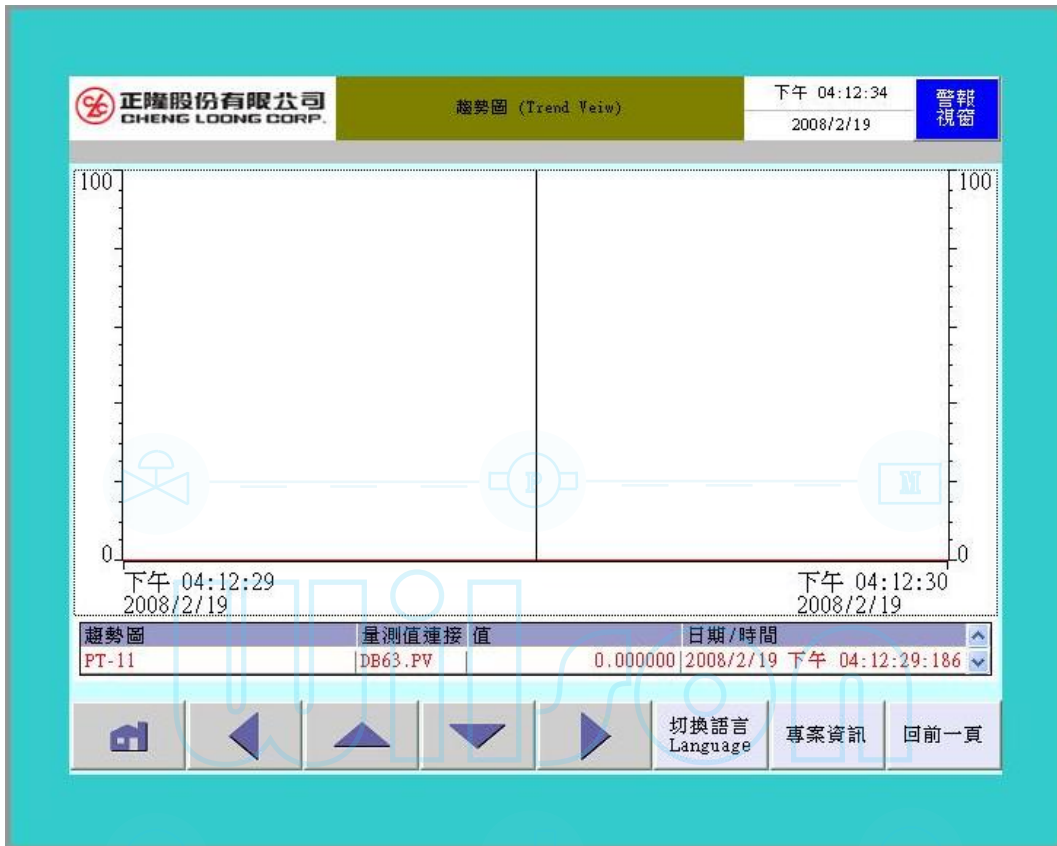 正隆股份有限公司
CHENG LOONG CORP.
趨勢圖 (Trend Veiw)
下午 04:12:34
2008/2/19
警報
視窗
100
100
P
M
0
0
下午 04:12:29
2008/2/19
下午 04:12:30
2008/2/19
Wilson
趨勢圖 量測值連接 值 日期/時間
PT-11 DB63.PV 0.000000 2008/2/19 下午 04:12:29:186
切換語言
Language
專案資訊
回前一頁